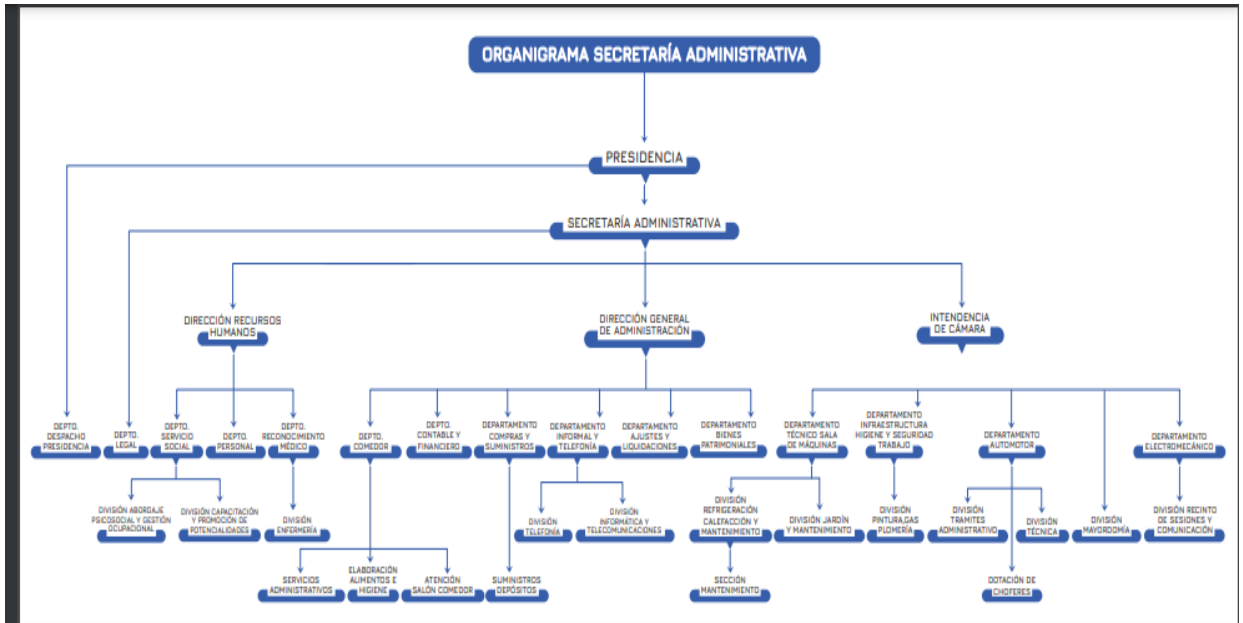 ORGANIGRAMA SECRETARÍA ADMINISTRATIVA
PRESIDENCIA
SECRETARÍA ADMINISTRATIVA
DIRECCIÓN RECURSOS
HUMANOS
DIRECCIÓN GENERAL
DE ADMINISTRACIÓN
INTENDENCIA
DE CÁMARA
DEPTO.
DESPACHO
PRESIDENCIA
DEPTO.
LEGAL
DEPTO.
SERVICIO
SOCIAL
DEPTO.
PERSONAL
DEPTO.
RECONOCIMIENTO
MÉDICO
DEPTO.
COMEDOR
DEPTO.
CONTABLE Y
FINANCIERO
DEPARTAMENTO
COMPRAS Y
SUMINISTROS
DEPARTAMENTO
INFORMAL Y
TELEFONÍA
DEPARTAMENTO
AJUSTES Y
LIQUIDACIONES
DEPARTAMENTO
BIENES
PATRIMONIALES
DEPARTAMENTO
TÉCNICO SALA
DE MÁQUINAS
DEPARTAMENTO
INFRAESTRUCTURA
HIGIENE Y SEGURIDAD
TRABAJO
DEPARTAMENTO
AUTOMOTOR
DEPARTAMENTO
ELECTROMECÁNICO
DIVISIÓN ABORDAJE
PSICOSOCIAL Y GESTIÓN
OCUPACIONAL
DIVISIÓN CAPACITACIÓN
Y PROMOCIÓN DE
POTENCIALIDADES
DIVISIÓN
ENFERMERÍA
DIVISIÓN
TELEFONÍA
DIVISIÓN
INFORMÁTICA Y
TELECOMUNICACIONES
DIVISIÓN
REFRIGERACIÓN
CALEFACCIÓN Y
MANTENIMIENTO
DIVISIÓN JARDÍN
Y MANTENIMIENTO
DIVISIÓN
PINTURA,GAS
PLOMERÍA
DIVISIÓN
TRAMITES
ADMINISTRATIVO
DIVISIÓN
TÉCNICA
DIVISIÓN
MAYORDOMÍA
DIVISIÓN RECINTO
DE SESIONES Y
COMUNICACIÓN
SERVICIOS
ADMINISTRATIVOS
ELABORACIÓN
ALIMENTOS E
HIGIENE
ATENCIÓN
SALÓN COMEDOR
SUMINISTROS
DEPÓSITOS
SECCIÓN
MANTENIMIENTO
DOTACIÓN DE
CHOFERES